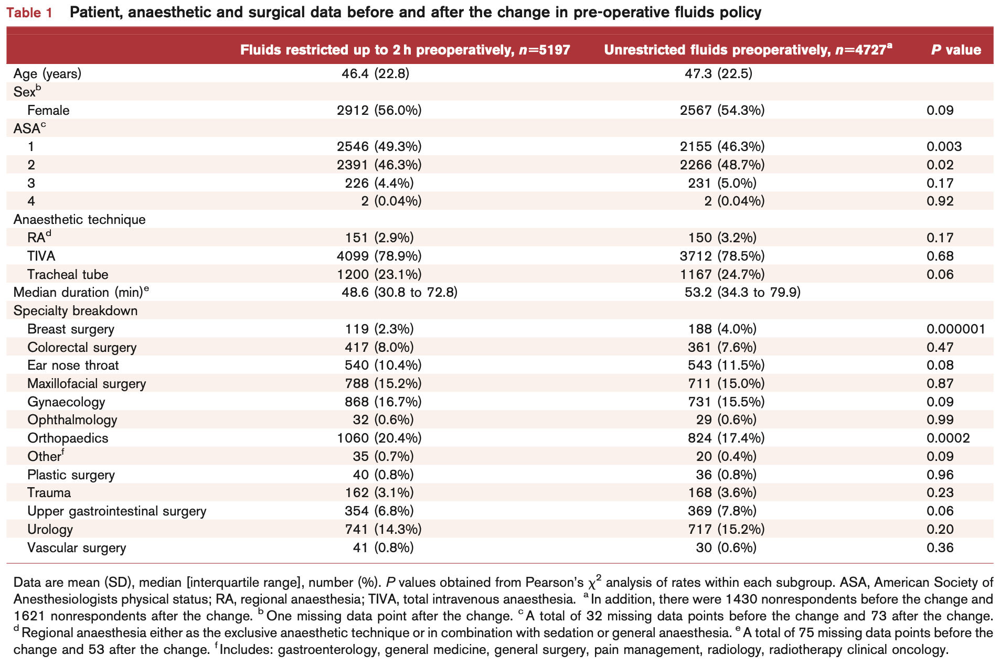 Table 1 Patient, anaesthetic and surgical data before and after the change in pre-operative fluids policy
Fluids restricted up to 2 h preoperatively, n=5197 Unrestricted fluids preoperatively, n=4727a P value
Age (years) 46.4 (22.8) 47.3 (22.5)
Sexb
Female 2912 (56.0%) 2567 (54.3%) 0.09
ASAc
1 2546 (49.3%) 2155 (46.3%) 0.003
2 2391 (46.3%) 2266 (48.7%) 0.02
3 226 (4.4%) 231 (5.0%) 0.17
4 2 (0.04%) 2 (0.04%) 0.92
Anaesthetic technique
RAd 151 (2.9%) 150 (3.2%) 0.17
TIVA 4099 (78.9%) 3712 (78.5%) 0.68
Tracheal tube 1200 (23.1%) 1167 (24.7%) 0.06
Median duration (min)e 48.6 (30.8 to 72.8) 53.2 (34.3 to 79.9)
Specialty breakdown
Breast surgery 119 (2.3%) 188 (4.0%) 0.000001
Colorectal surgery 417 (8.0%) 361 (7.6%) 0.47
Ear nose throat 540 (10.4%) 543 (11.5%) 0.08
Maxillofacial surgery 788 (15.2%) 711 (15.0%) 0.87
Gynaecology 868 (16.7%) 731 (15.5%) 0.09
Ophthalmology 32 (0.6%) 29 (0.6%) 0.99
Orthopaedics 1060 (20.4%) 824 (17.4%) 0.0002
Otherf 35 (0.7%) 20 (0.4%) 0.09
Plastic surgery 40 (0.8%) 36 (0.8%) 0.96
Trauma 162 (3.1%) 168 (3.6%) 0.23
Upper gastrointestinal surgery 354 (6.8%) 369 (7.8%) 0.06
Urology 741 (14.3%) 717 (15.2%) 0.20
Vascular surgery 41 (0.8%) 30 (0.6%) 0.36
Data are mean (SD), median [interquartile range], number (%). P values obtained from Pearson's χ2 analysis of rates within each subgroup. ASA, American Society of
Anesthesiologists physical status; RA, regional anaesthesia; TIVA, total intravenous anaesthesia. a In addition, there were 1430 nonrespondents before the change and
1621 nonrespondents after the change. b One missing data point after the change. c A total of 32 missing data points before the change and 73 after the change.
d Regional anaesthesia either as the exclusive anaesthetic technique or in combination with sedation or general anaesthesia. e A total of 75 missing data points before the
change and 53 after the change. f Includes: gastroenterology, general medicine, general surgery, pain management, radiology, radiotherapy clinical oncology.